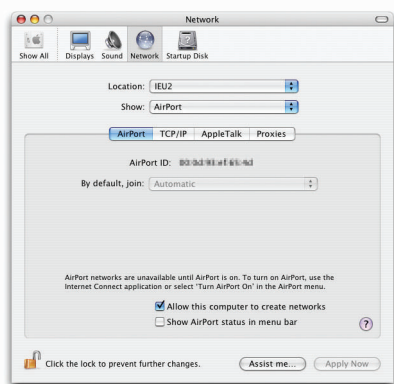 Network
Show All
Displays Sound Network Startup Disk
Location: IEU2
Show: AirPort
AirPort TCP/IP AppleTalk Proxies
AirPort ID:
By default, join: Automatic
AirPort networks are unavailable until AirPort is on. To turn on AirPort, use the
Internet Connect application or select ‘Turn AirPort On’ in the AirPort menu.
Allow this computer to create networks
Show AirPort status in menu bar
?
Click the lock to prevent further changes.
Assist me...
Apply Now